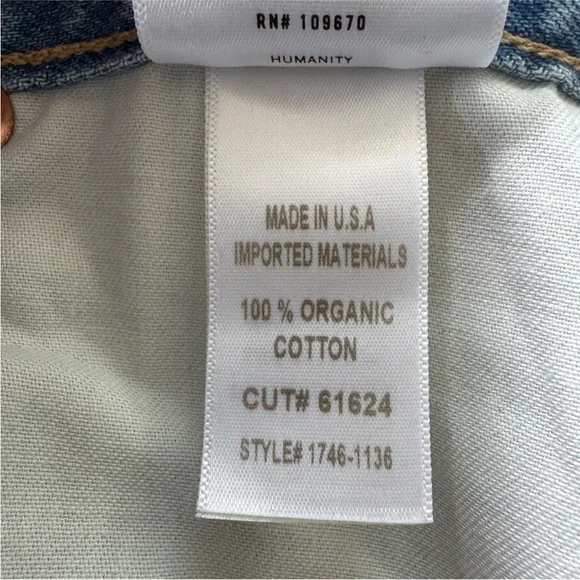 RN# 109670
HUMANITY
MADE IN U.S.A
IMPORTED MATERIALS
100 % ORGANIC
COTTON
CUT# 61624
STYLE# 1746-1136